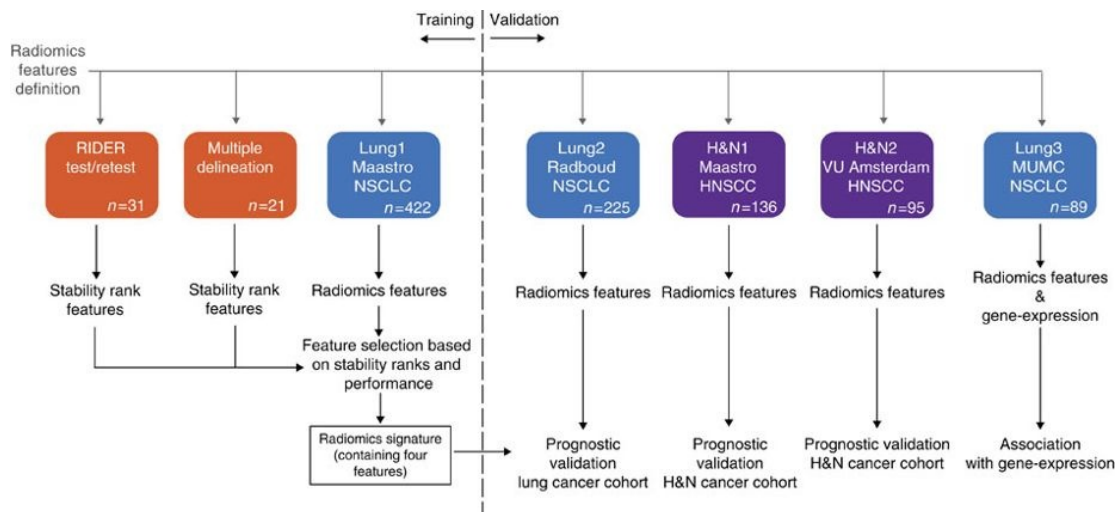 Training
Validation
Radiomics
features
definition
RIDER
test/retest
n=31
Multiple
delineation
n=21
Lung1
Maastro
NSCLC
n=422
Lung2
Radboud
NSCLC
n=225
H&N1
Maastro
HNSCC
n=136
H&N2
VU Amsterdam
HNSCC
n=95
Lung3
MUMC
NSCLC
n=89
Stability rank
features
Stability rank
features
Radiomics features
Radiomics features
Radiomics features
Radiomics features
Radiomics features
&
gene-expression
Feature selection based
on stability ranks and
performance
Radiomics signature
(containing four
features)
Prognostic
validation
lung cancer cohort
Prognostic
validation
H&N cancer cohort
Prognostic validation
H&N cancer cohort
Association
with gene-expression